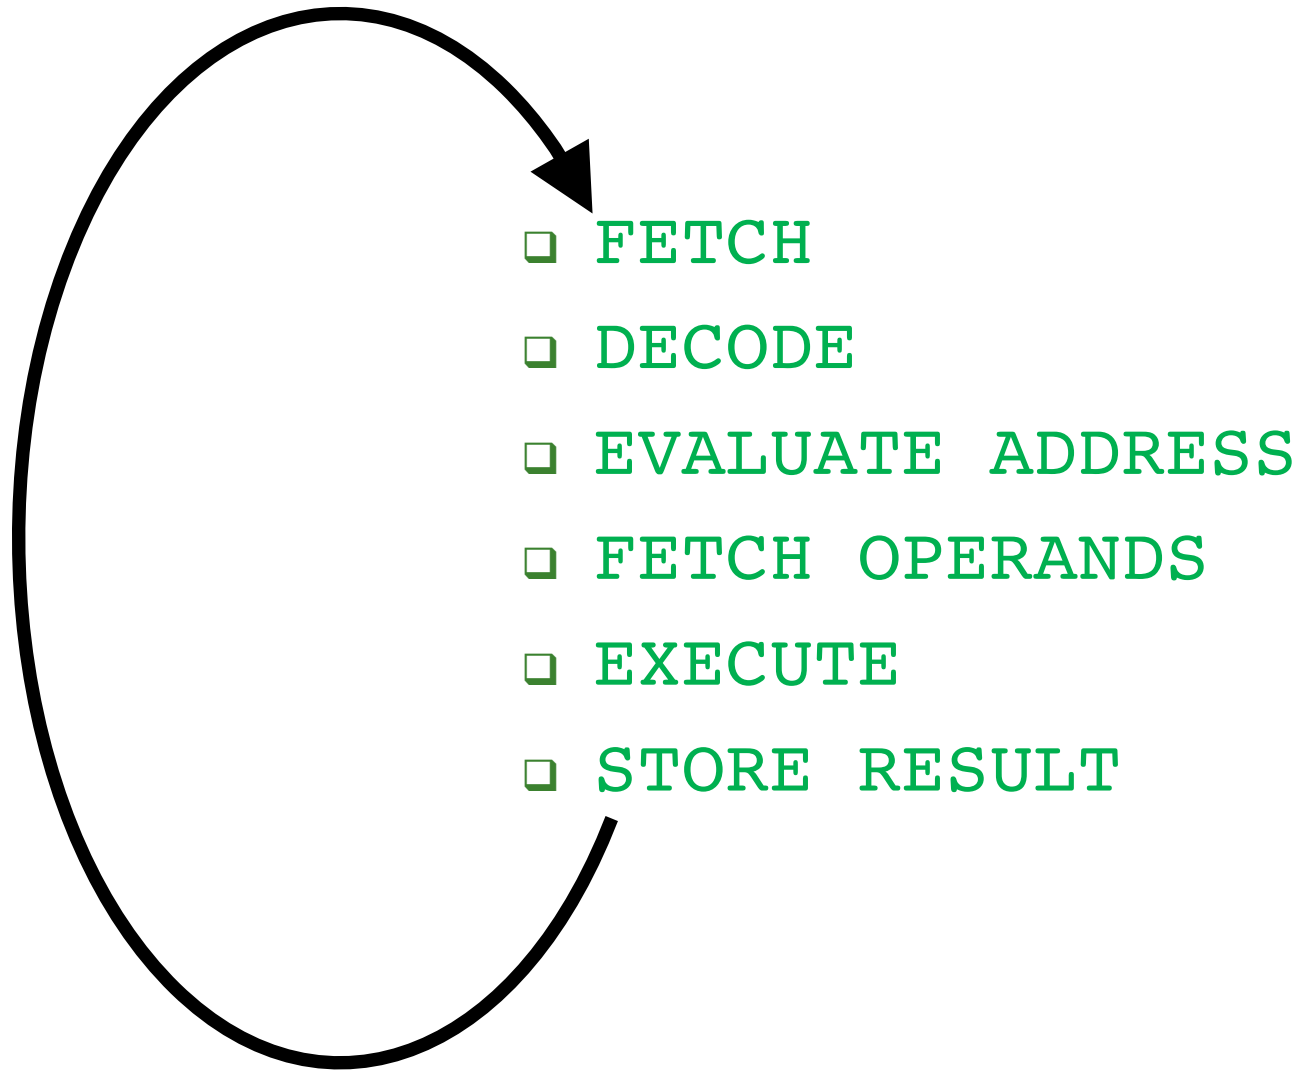 ❑ FETCH
❑ DECODE
❑ EVALUATE ADDRESS
❑ FETCH OPERANDS
❑ EXECUTE
❑ STORE RESULT